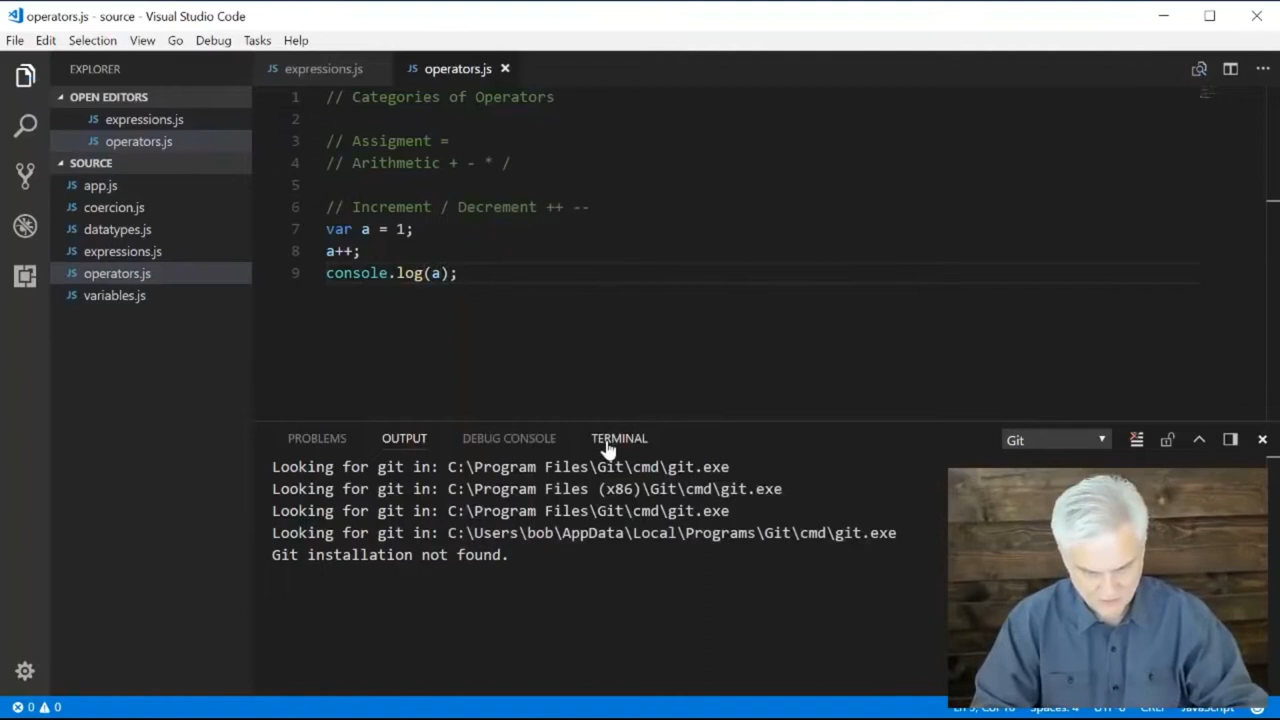 operators.js - source - Visual Studio Code
File Edit Selection View Go Debug Tasks Help
EXPLORER
OPEN EDITORS
JS expressions.js
JS operators.js
SOURCE
JS app.js
JS coercion.js
JS datatypes.js
JS expressions.js
JS operators.js
JS variables.js
JS expressions.js JS operators.js
1 // Categories of Operators
2
3 // Assigment =
4 // Arithmetic + - * /
5
6 // Increment / Decrement ++ --
7 var a = 1;
8 a++;
9 console.log(a);
PROBLEMS OUTPUT DEBUG CONSOLE TERMINAL Git
Looking for git in: C:\Program Files\Git\cmd\git.exe
Looking for git in: C:\Program Files (x86)\Git\cmd\git.exe
Looking for git in: C:\Program Files\Git\cmd\git.exe
Looking for git in: C:\Users\bob\AppData\Local\Programs\Git\cmd\git.exe
Git installation not found.
0 0